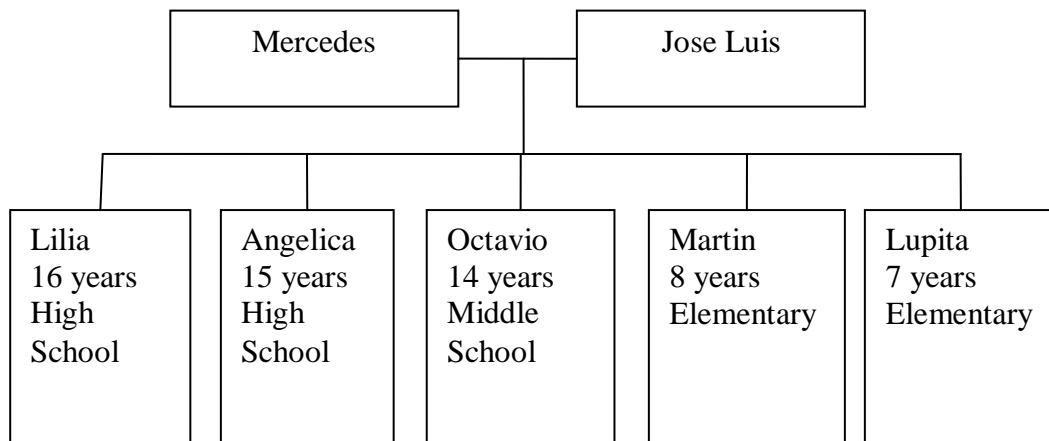 Mercedes
Jose Luis
Lilia
16 years
High
School
Angelica
15 years
High
School
Octavio
14 years
Middle
School
Martin
8 years
Elementary
Lupita
7 years
Elementary